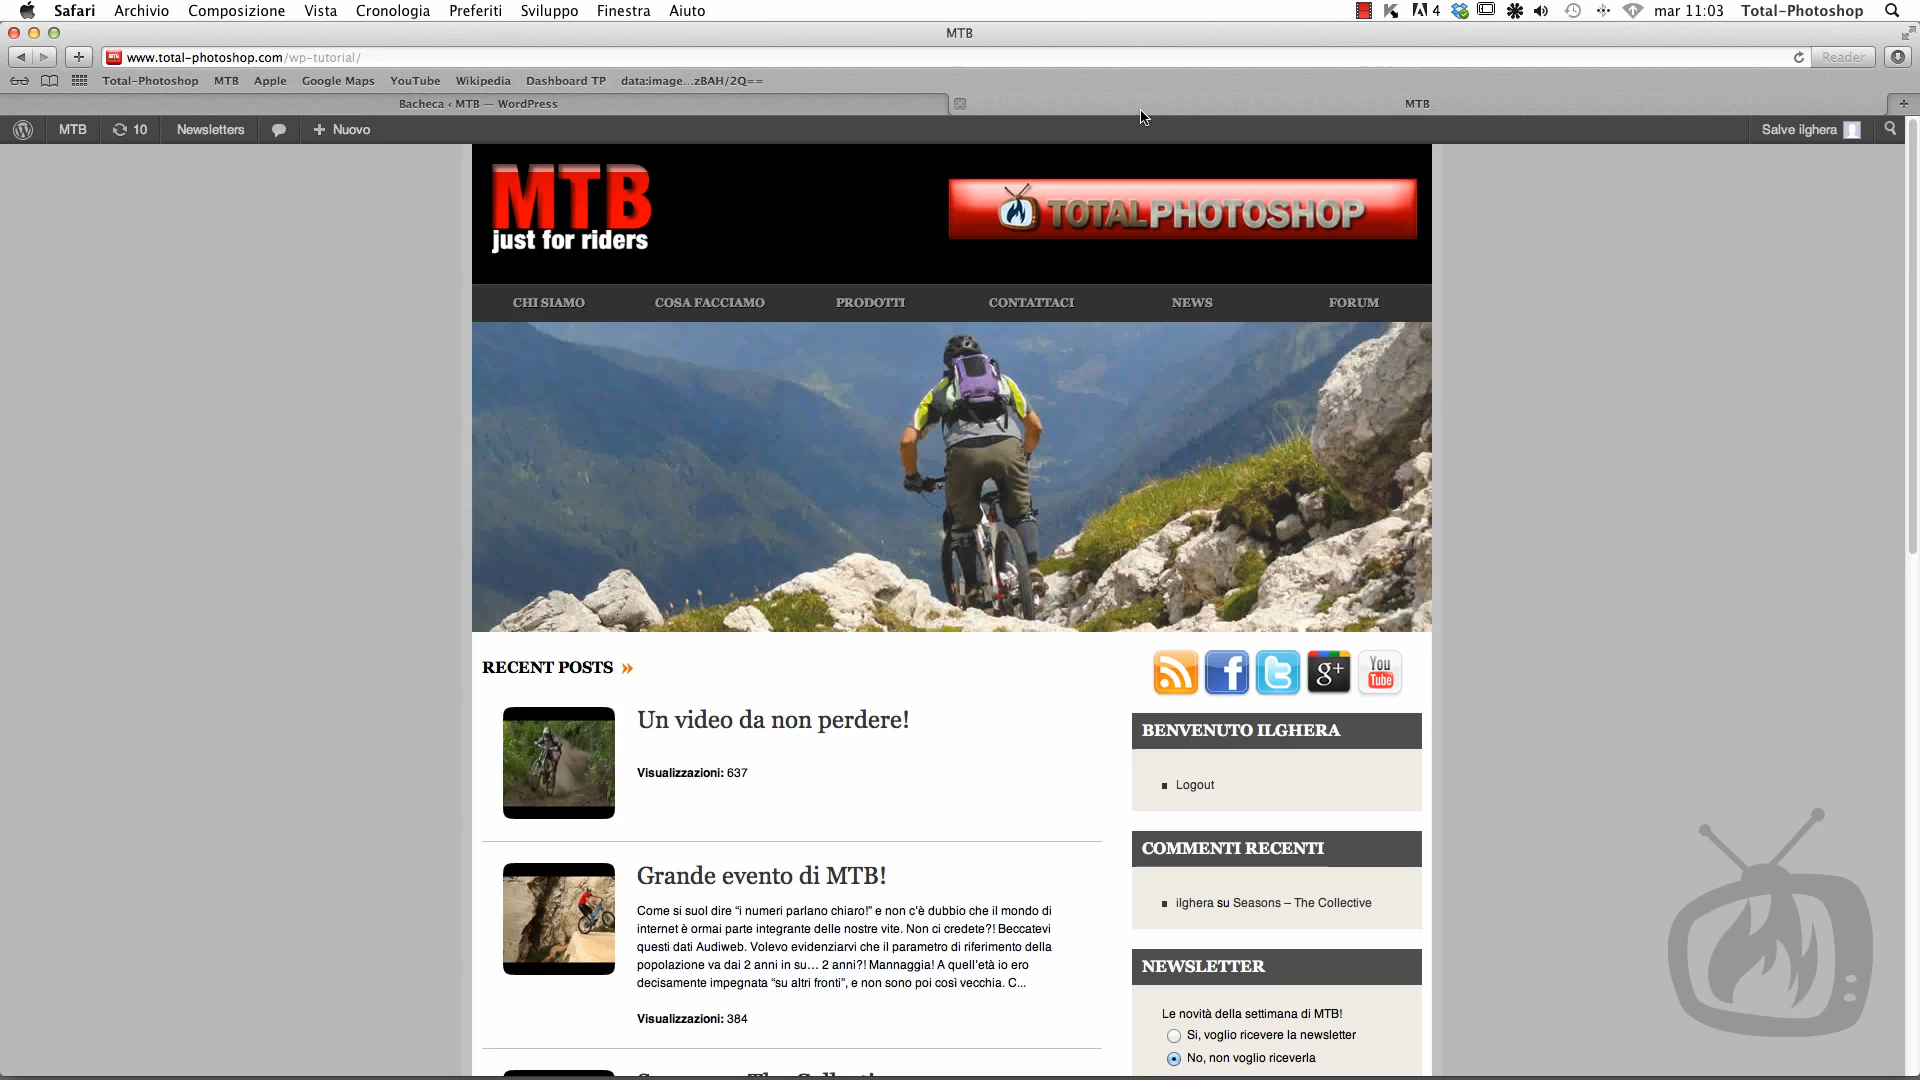 Safari Archivio Composizione Vista Cronologia Preferiti Sviluppo Finestra Aiuto 4 mar 11:03 Total-Photoshop
MTB
www.total-photoshop.com/wp-tutorial/ Reader
Total-Photoshop MTB Apple Google Maps YouTube Wikipedia Dashboard TP data:image...zBAH/2Q==
Bacheca ‹ MTB — WordPress MTB
MTB 10 Newsletters + Nuovo Salve ilghera
MTB
just for riders
TOTALPHOTOSHOP
CHI SIAMO COSA FACCIAMO PRODOTTI CONTATTACI NEWS FORUM
RECENT POSTS »
Un video da non perdere!
Visualizzazioni: 637
Grande evento di MTB!
Come si suol dire “i numeri parlano chiaro!” e non c'è dubbio che il mondo di
internet è ormai parte integrante delle nostre vite. Non ci credete?! Beccatevi
questi dati Audiweb. Volevo evidenziarvi che il parametro di riferimento della
popolazione va dai 2 anni in su… 2 anni?! Mannaggia! A quell'età io ero
decisamente impegnata “su altri fronti”, e non sono poi così vecchia. C...
Visualizzazioni: 384
g+ You Tube
BENVENUTO ILGHERA
Logout
COMMENTI RECENTI
ilghera su Seasons – The Collective
NEWSLETTER
Le novità della settimana di MTB!
Si, voglio ricevere la newsletter
No, non voglio riceverla